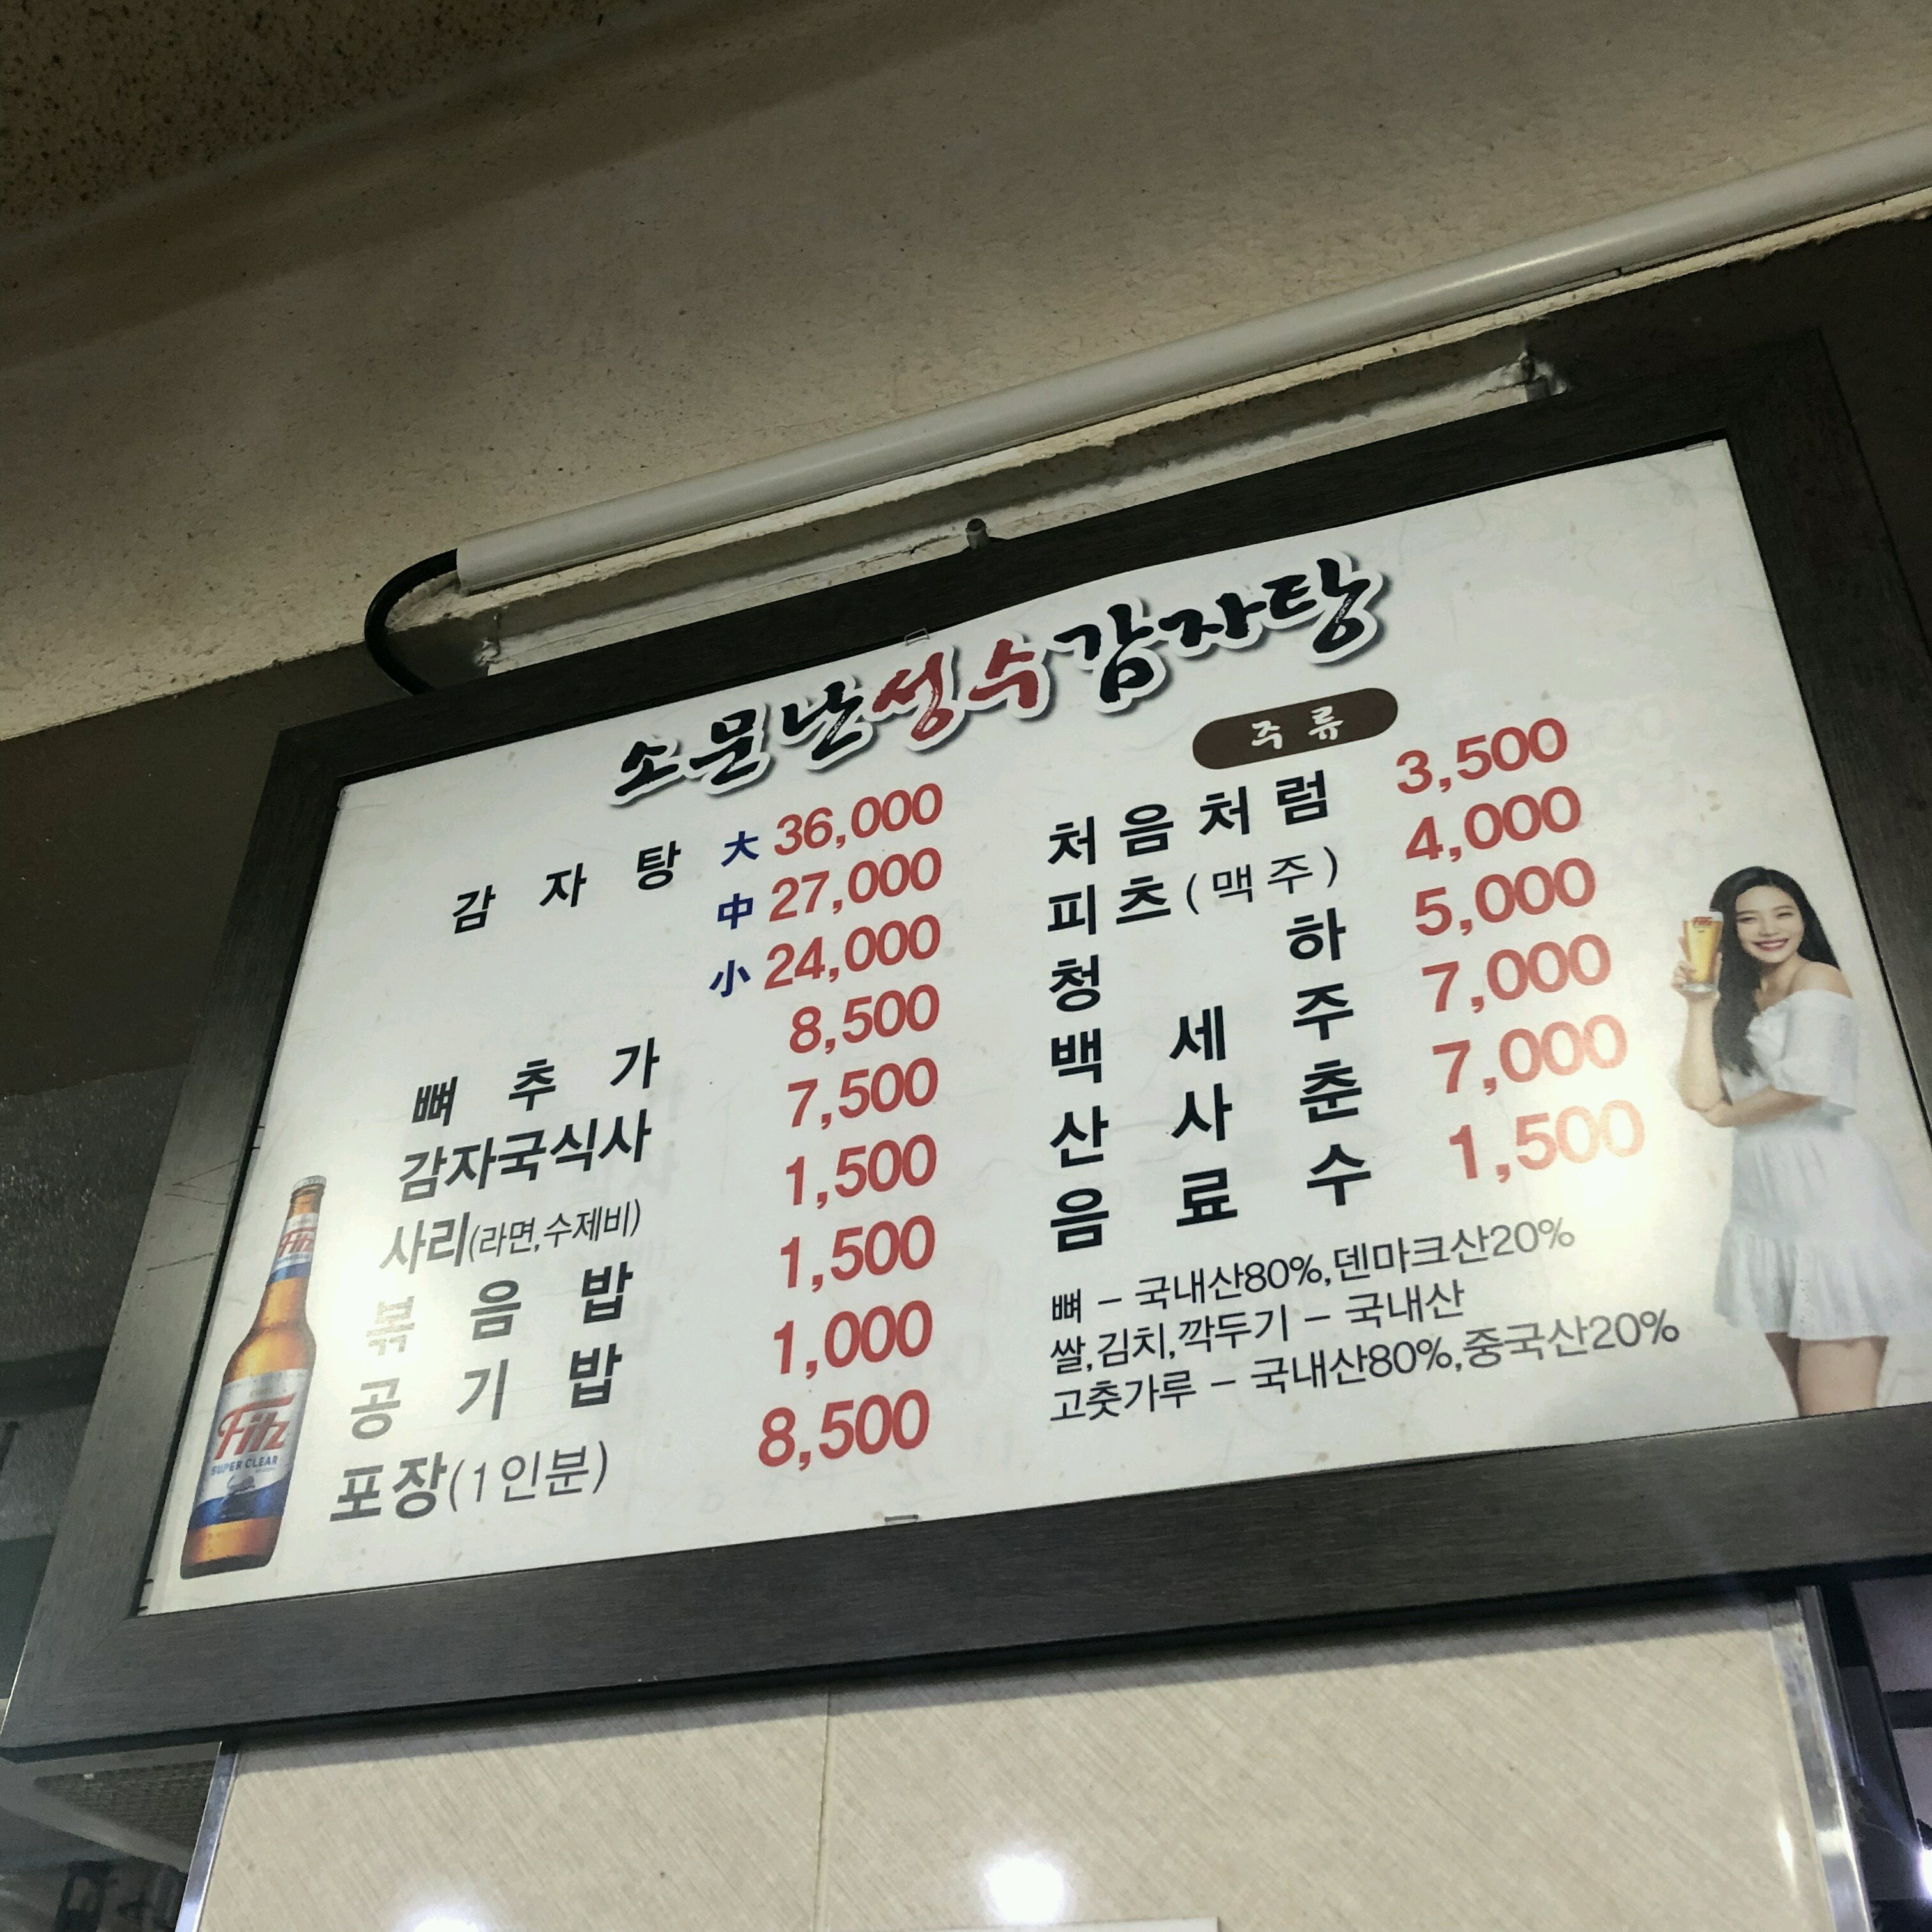 소문난성수감자탕
감자탕 大 36,000
中 27,000
小 24,000
뼈추가 8,500
감자국식사 7,500
사리(라면,수제비) 1,500
볶음밥 1,500
공기밥 1,000
포장(1인분) 8,500
주류
처음처럼 3,500
피츠(맥주) 4,000
청하 5,000
백세주 7,000
산사춘 7,000
음료수 1,500
뼈 - 국내산80%,덴마크산20%
쌀,김치,깍두기 - 국내산
고춧가루 - 국내산80%,중국산20%
Fitz
Fitz
SUPER CLEAR
Fitz